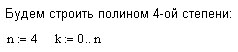 Будем строить полином 4-ой степени:
n := 4 k := 0.. n